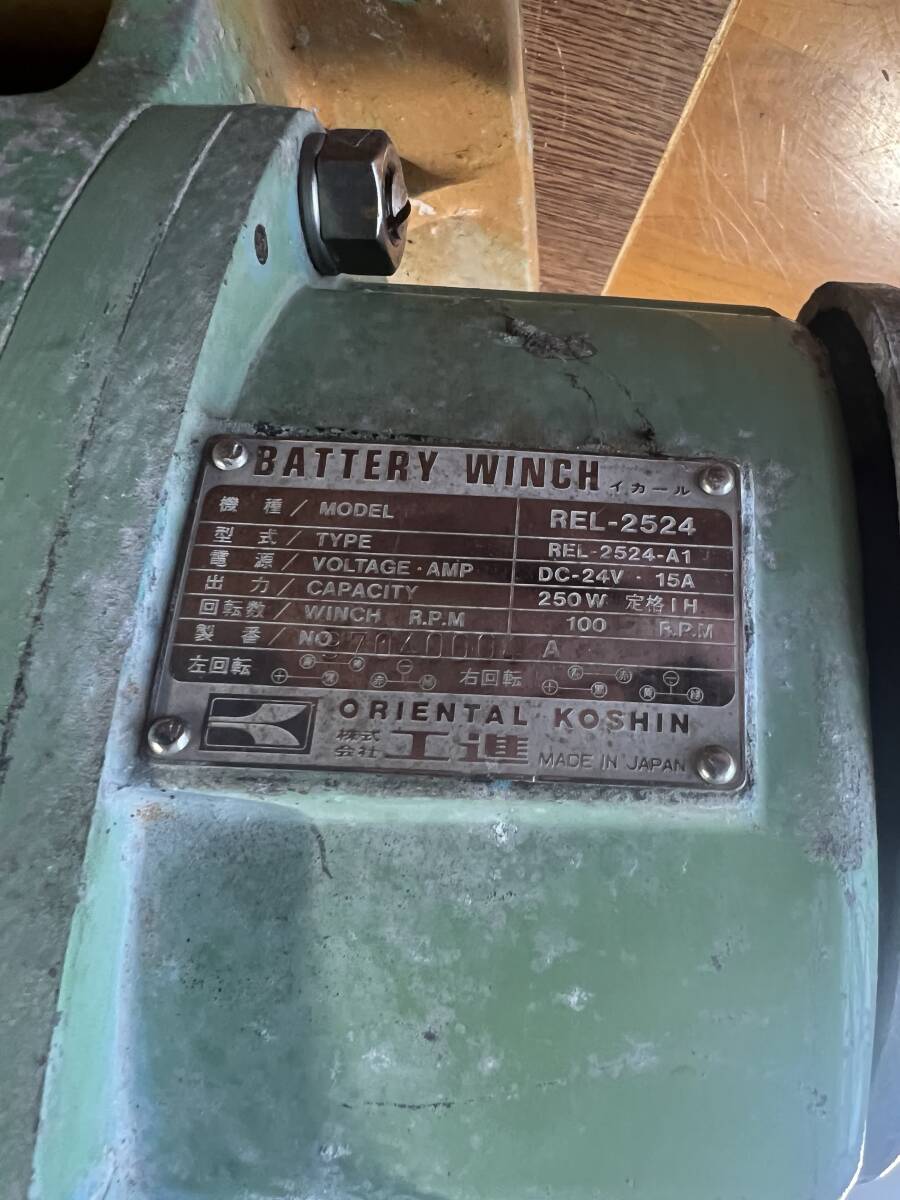 BATTERY WINCH イカール
機種/MODEL REL-2524
型式/TYPE REL-2524-A1
電源/VOLTAGE・AMP DC-24V・15A
出力/CAPACITY 250W 定格1H
回転数/WINCH R.P.M 100 R.P.M
製番/NO A
左回転 右回転
ORIENTAL KOSHIN
株式会社 工進 MADE IN JAPAN